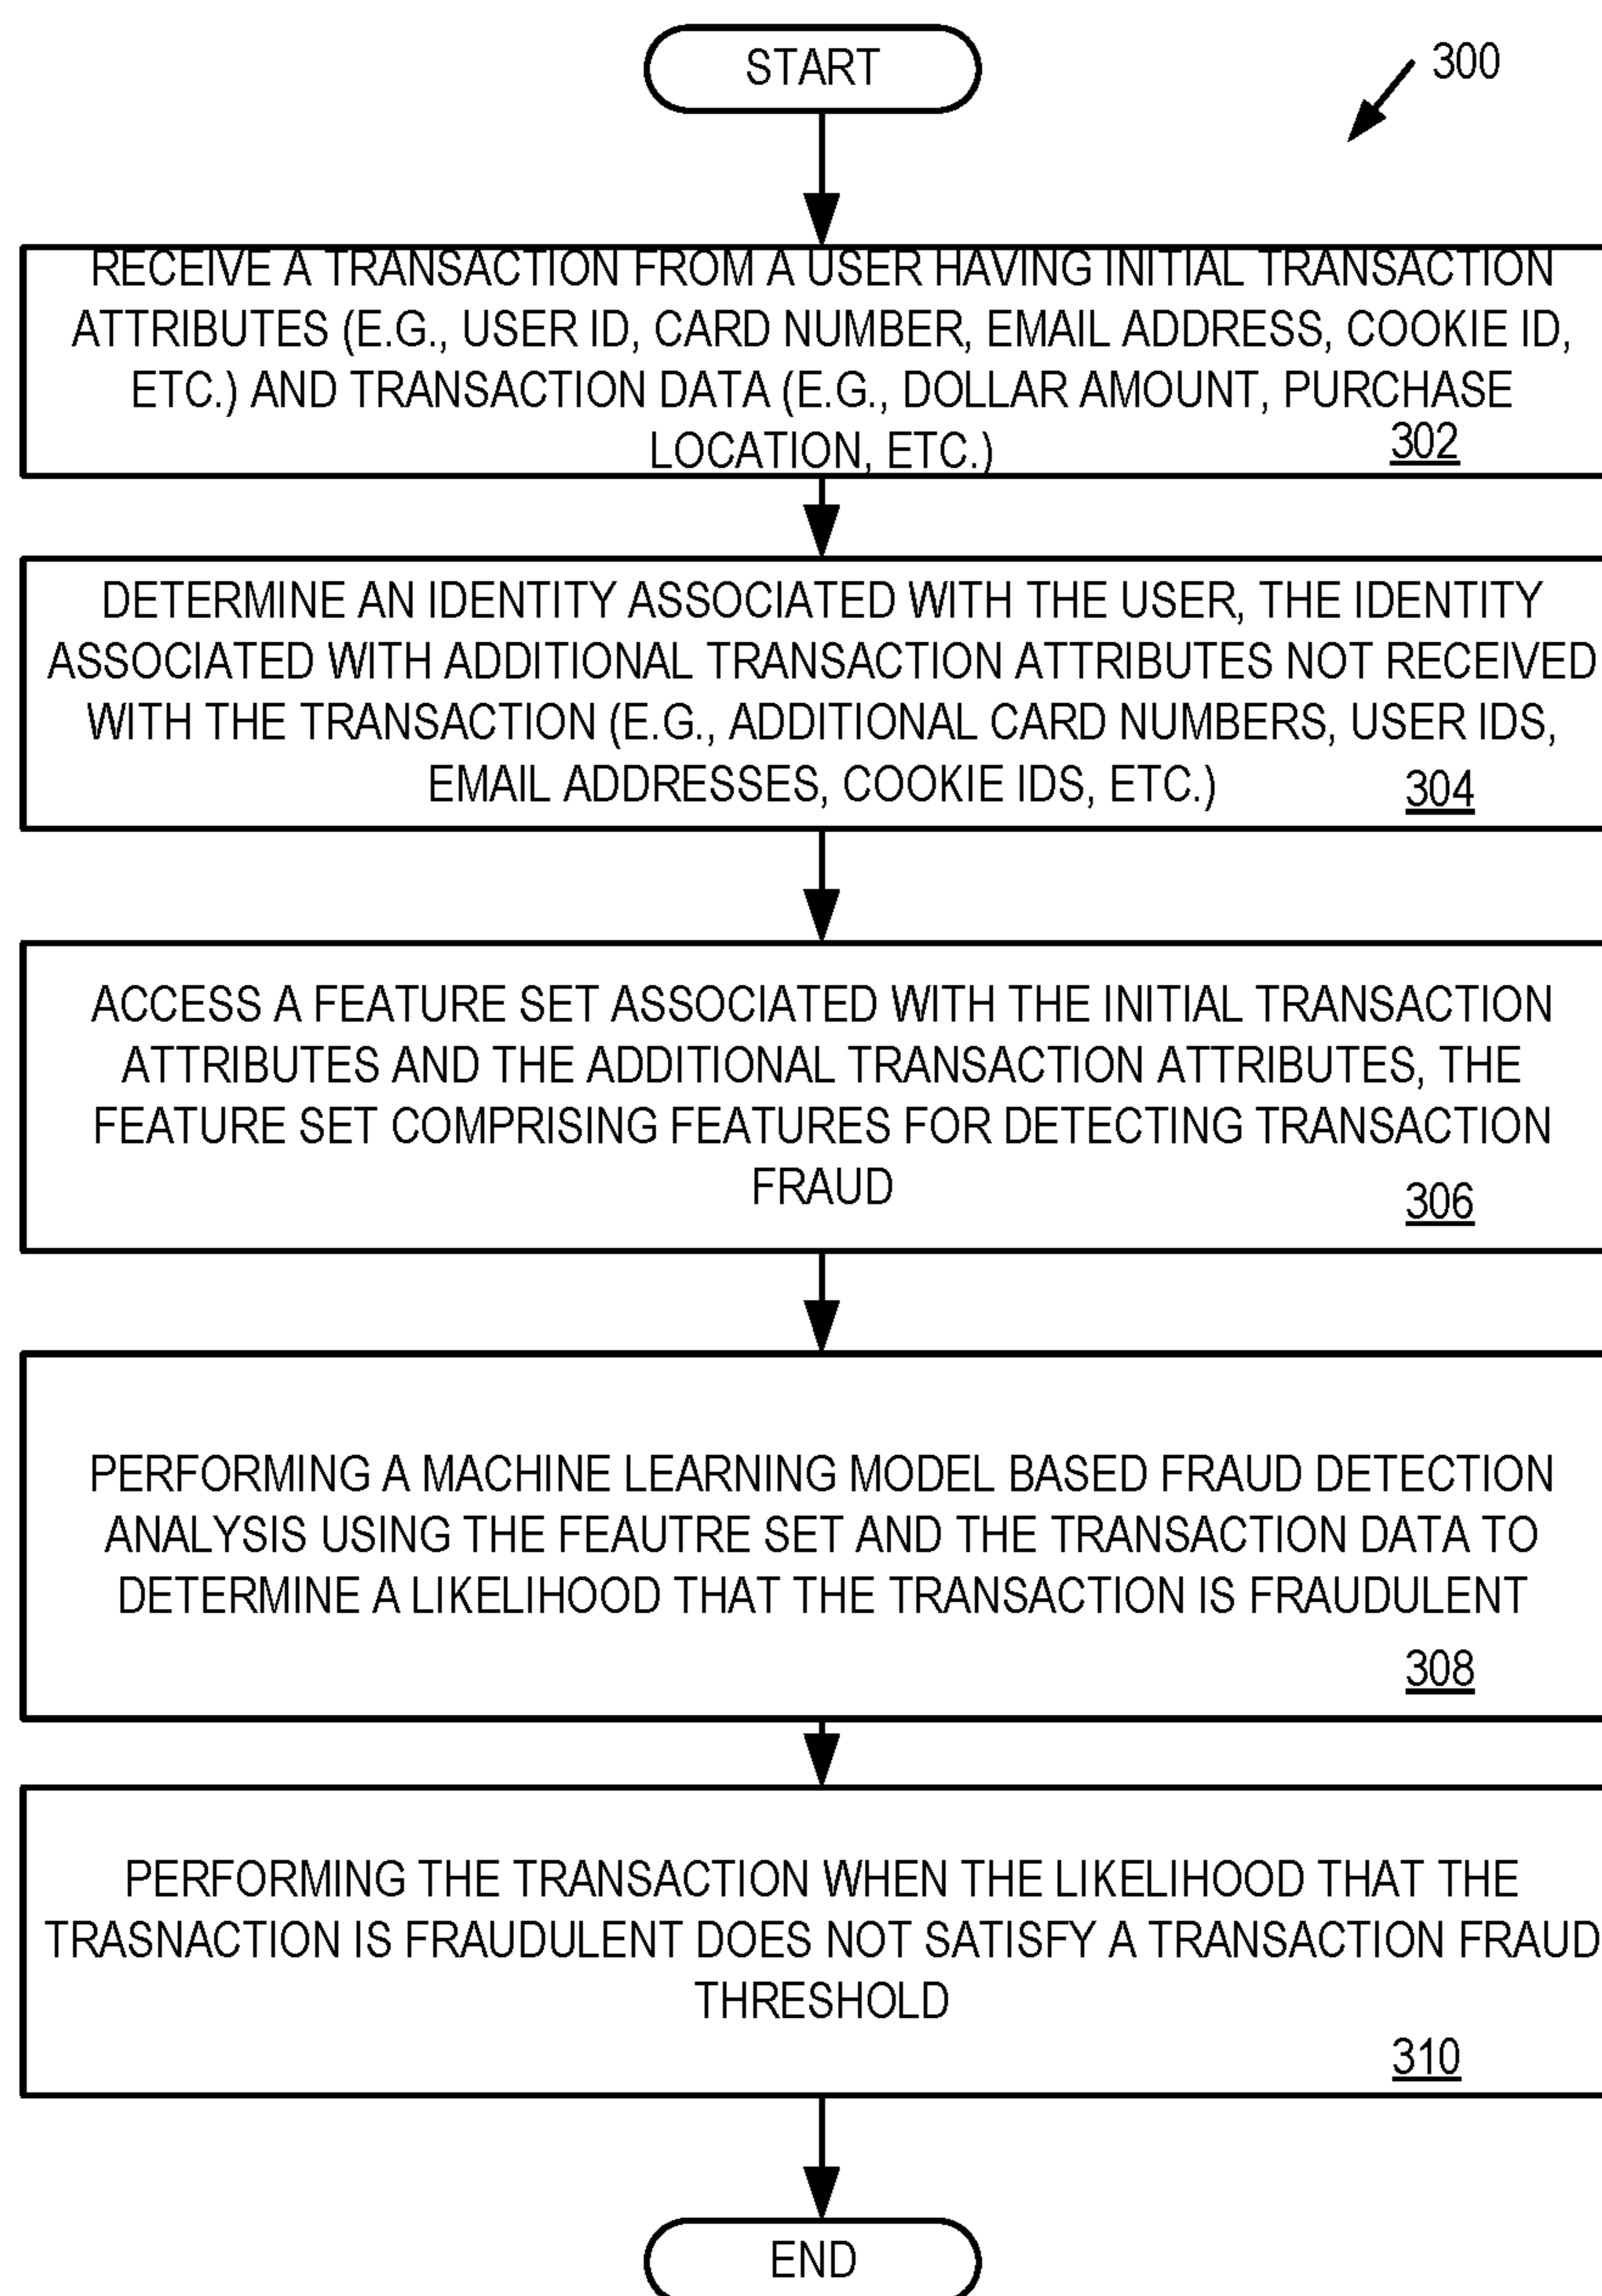 START
300
RECEIVE A TRANSACTION FROM A USER HAVING INITIAL TRANSACTION
ATTRIBUTES (E.G., USER ID, CARD NUMBER, EMAIL ADDRESS, COOKIE ID,
ETC.) AND TRANSACTION DATA (E.G., DOLLAR AMOUNT, PURCHASE
LOCATION, ETC.)
302
DETERMINE AN IDENTITY ASSOCIATED WITH THE USER, THE IDENTITY
ASSOCIATED WITH ADDITIONAL TRANSACTION ATTRIBUTES NOT RECEIVED
WITH THE TRANSACTION (E.G., ADDITIONAL CARD NUMBERS, USER IDS,
EMAIL ADDRESSES, COOKIE IDS, ETC.)
304
ACCESS A FEATURE SET ASSOCIATED WITH THE INITIAL TRANSACTION
ATTRIBUTES AND THE ADDITIONAL TRANSACTION ATTRIBUTES, THE
FEATURE SET COMPRISING FEATURES FOR DETECTING TRANSACTION
FRAUD
306
PERFORMING A MACHINE LEARNING MODEL BASED FRAUD DETECTION
ANALYSIS USING THE FEAUTRE SET AND THE TRANSACTION DATA TO
DETERMINE A LIKELIHOOD THAT THE TRANSACTION IS FRAUDULENT
308
PERFORMING THE TRANSACTION WHEN THE LIKELIHOOD THAT THE
TRASNACTION IS FRAUDULENT DOES NOT SATISFY A TRANSACTION FRAUD
THRESHOLD
310
END